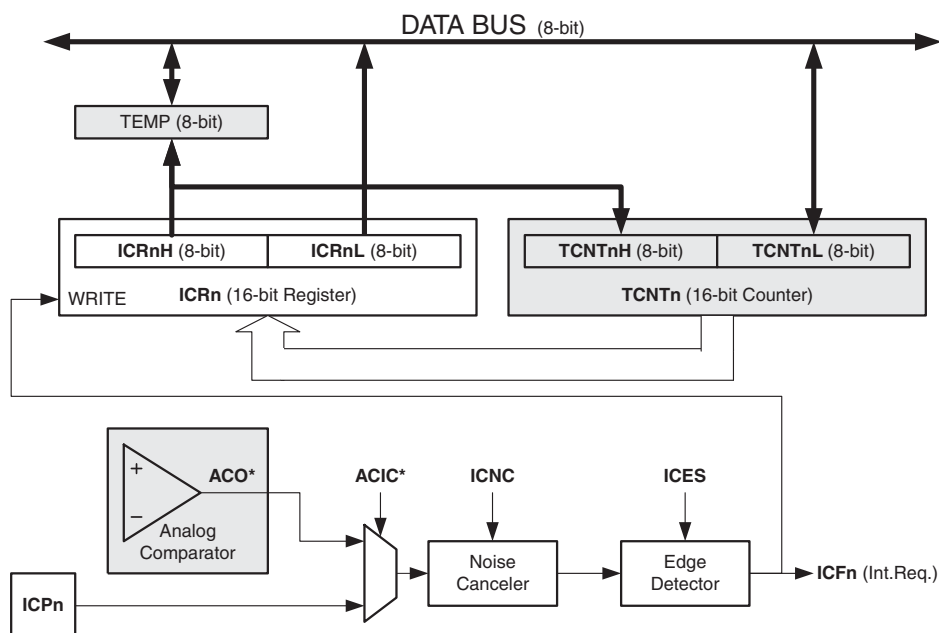 DATA BUS (8-bit)
TEMP (8-bit)
ICRnH (8-bit)
ICRnL (8-bit)
TCNTnH (8-bit)
TCNTnL (8-bit)
WRITE
ICRn (16-bit Register)
TCNTn (16-bit Counter)
+
ACO*
ACIC*
ICNC
ICES
−
Analog
Comparator
Noise
Canceler
Edge
Detector
ICFn (Int.Req.)
ICPn